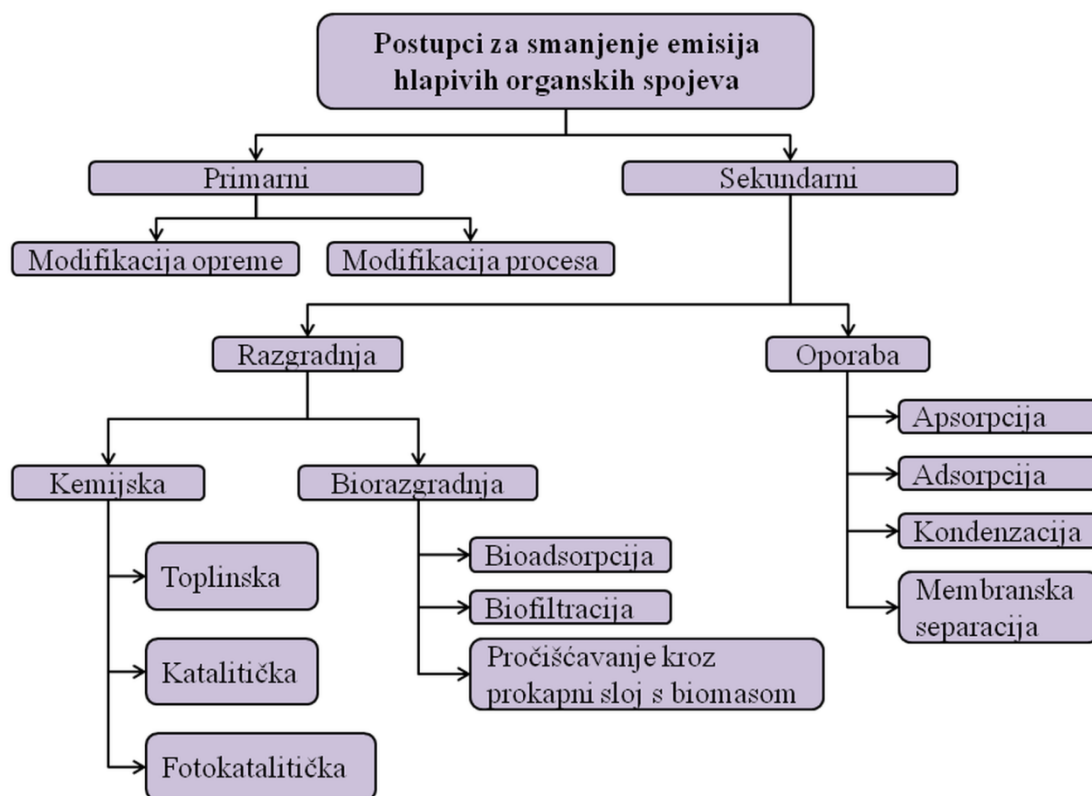 Postupci za smanjenje emisija
hlapivih organskih spojeva
Primarni
Sekundarni
Modifikacija opreme
Modifikacija procesa
Razgradnja
Oporaba
Kemijska
Biorazgradnja
Toplinska
Katalitička
Fotokatalitička
Bioadsorpcija
Biofiltracija
Pročišćavanje kroz
prokapni sloj s biomasom
Apsorpcija
Adsorpcija
Kondenzacija
Membranska
separacija